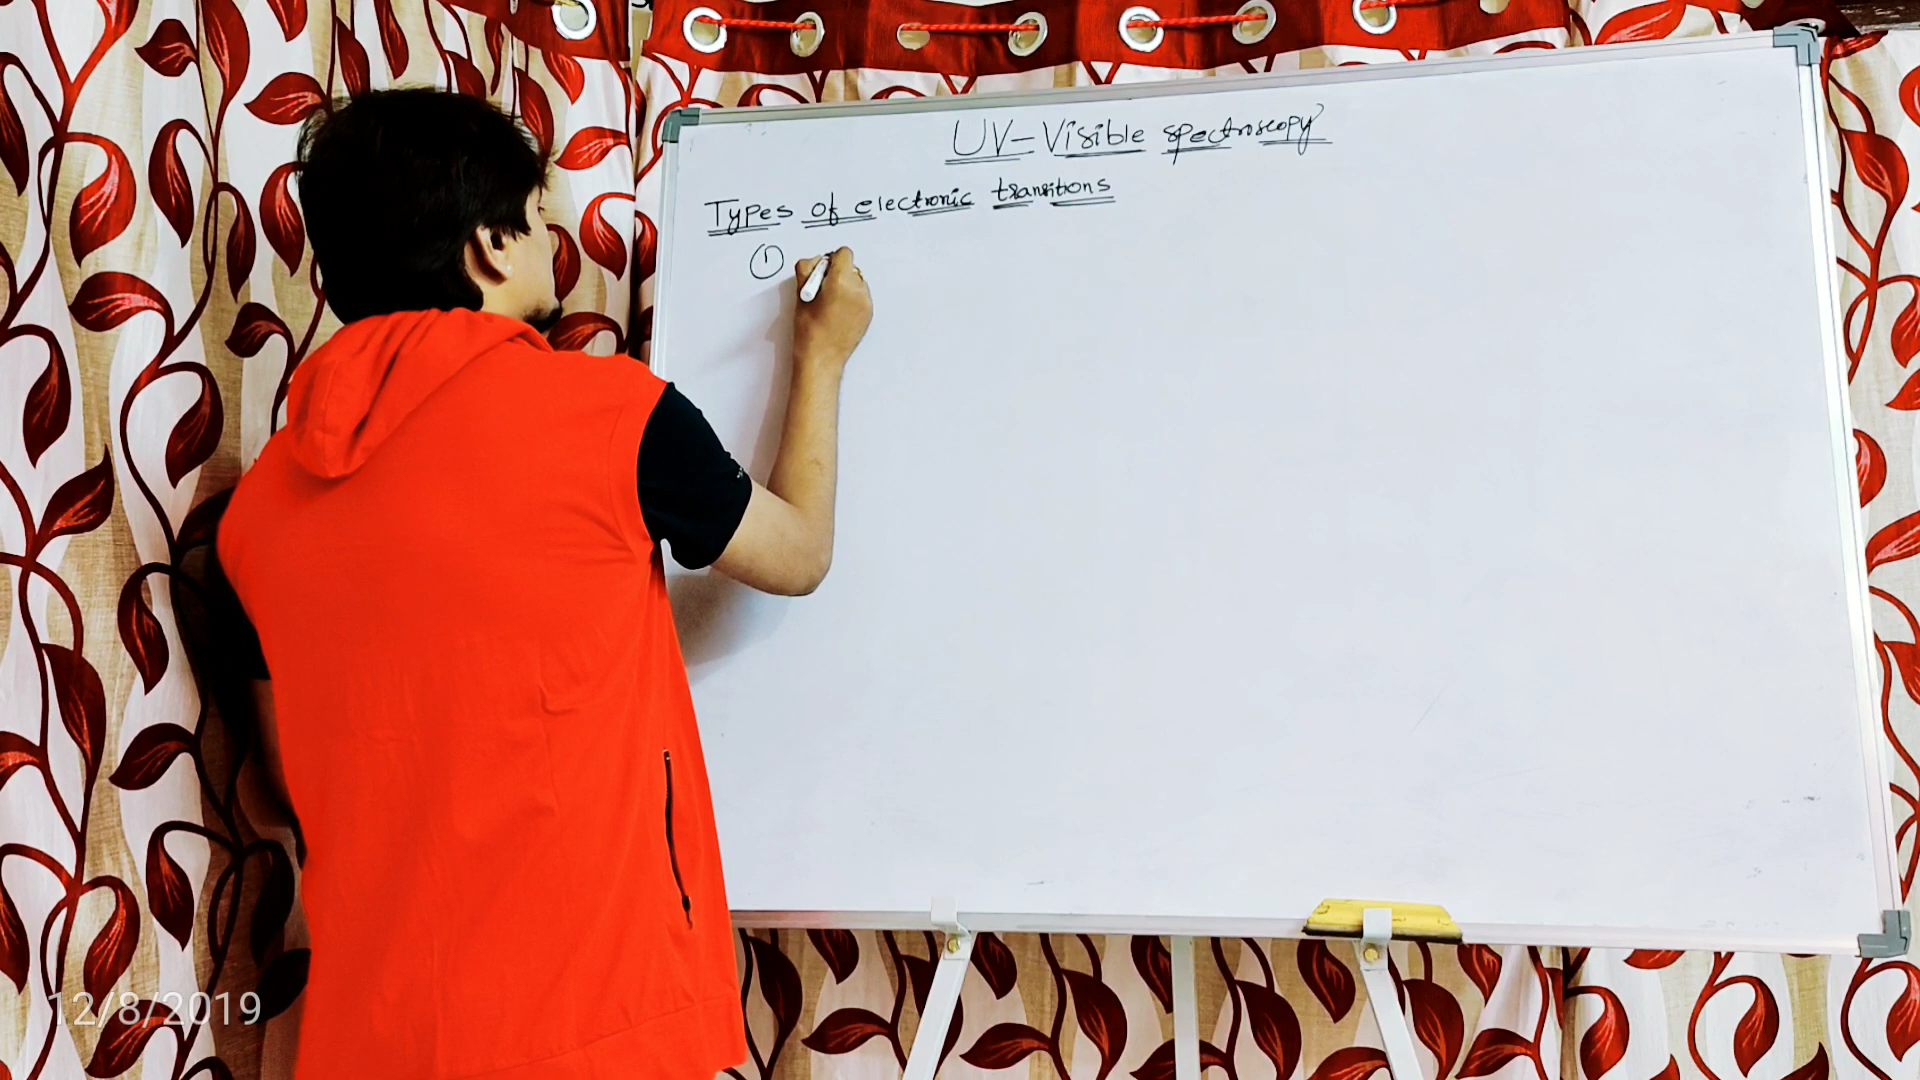 UV-Visible spectroscopy
Types of electronic transitions
①
12/8/2019